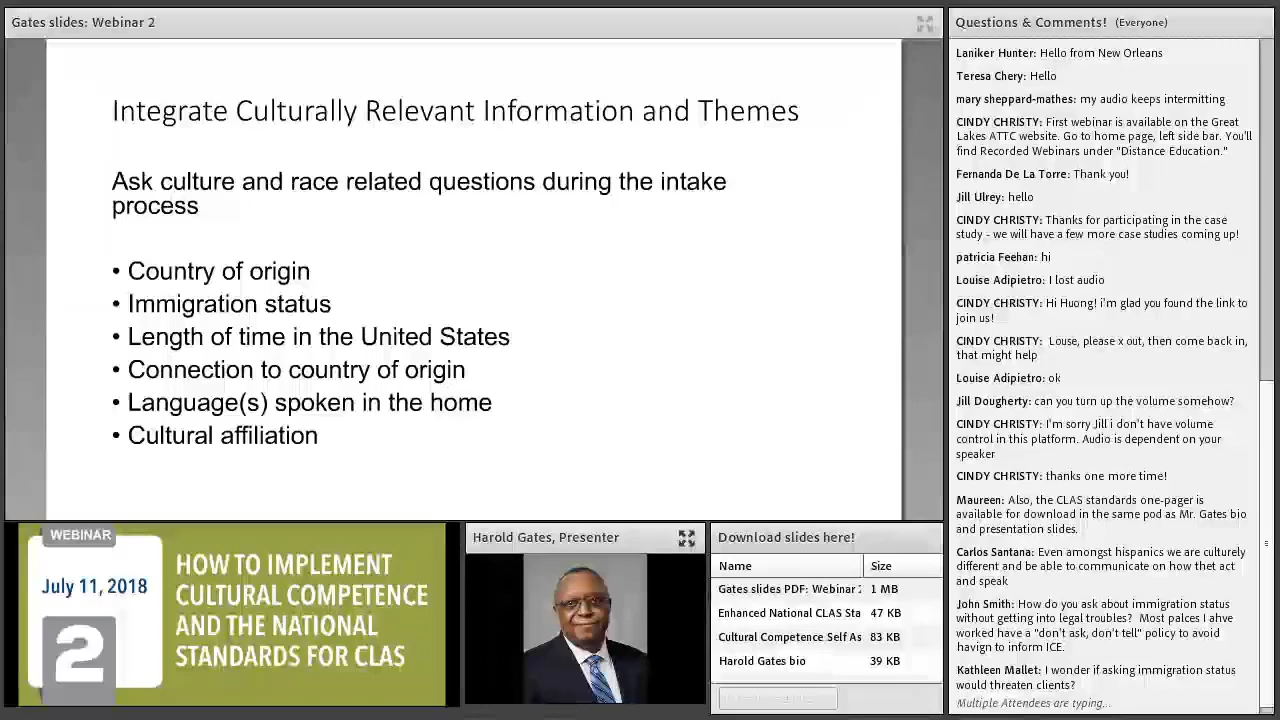 Gates slides: Webinar 2
Integrate Culturally Relevant Information and Themes
Ask culture and race related questions during the intake
process
• Country of origin
• Immigration status
• Length of time in the United States
• Connection to country of origin
• Language(s) spoken in the home
• Cultural affiliation
WEBINAR
July 11, 2018
2
HOW TO IMPLEMENT
CULTURAL COMPETENCE
AND THE NATIONAL
STANDARDS FOR CLAS
Harold Gates, Presenter
Download slides here!
Name Size
Gates slides PDF: Webinar 2 1 MB
Enhanced National CLAS Sta 47 KB
Cultural Competence Self As 83 KB
Harold Gates bio 39 KB
Questions & Comments! (Everyone)
Laniker Hunter: Hello from New Orleans
Teresa Chery: Hello
mary sheppard-mathes: my audio keeps intermitting
CINDY CHRISTY: First webinar is available on the Great
Lakes ATTC website. Go to home page, left side bar. You'll
find Recorded Webinars under "Distance Education."
Fernanda De La Torre: Thank you!
Jill Ulrey: hello
CINDY CHRISTY: Thanks for participating in the case
study - we will have a few more case studies coming up!
patricia Feehan: hi
Louise Adipietro: I lost audio
CINDY CHRISTY: Hi Huong! i'm glad you found the link to
join us!
CINDY CHRISTY: Louse, please x out, then come back in,
that might help
Louise Adipietro: ok
Jill Dougherty: can you turn up the volume somehow?
CINDY CHRISTY: I'm sorry Jill i don't have volume
control in this platform. Audio is dependent on your
speaker
CINDY CHRISTY: thanks one more time!
Maureen: Also, the CLAS standards one-pager is
available for download in the same pod as Mr. Gates bio
and presentation slides.
Carlos Santana: Even amongst hispanics we are culturely
different and be able to communicate on how thet act
and speak
John Smith: How do you ask about immigration status
without getting into legal troubles? Most palces I ahve
worked have a "don't ask, don't tell" policy to avoid
havign to inform ICE.
Kathleen Mallet: I wonder if asking immigration status
would threaten clients?
Multiple Attendees are typing...